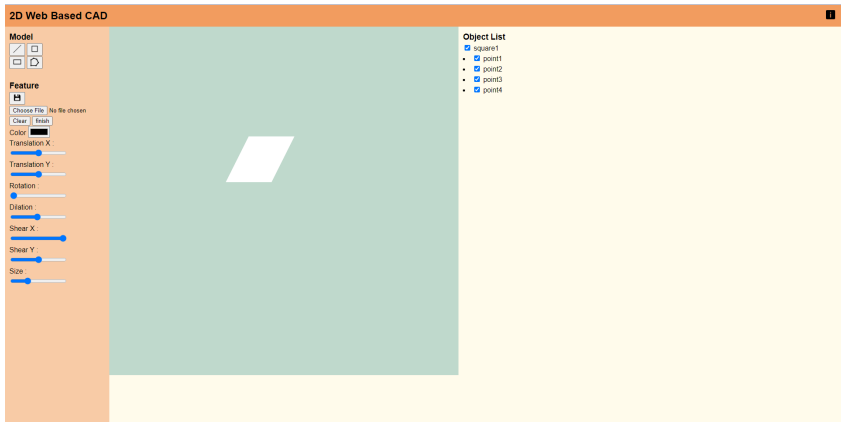 2D Web Based CAD
i
Model
Feature
Choose File No file chosen
Clear finish
Color
Translation X :
Translation Y :
Rotation :
Dilation :
Shear X :
Shear Y :
Size :
Object List
square1
point1
point2
point3
point4